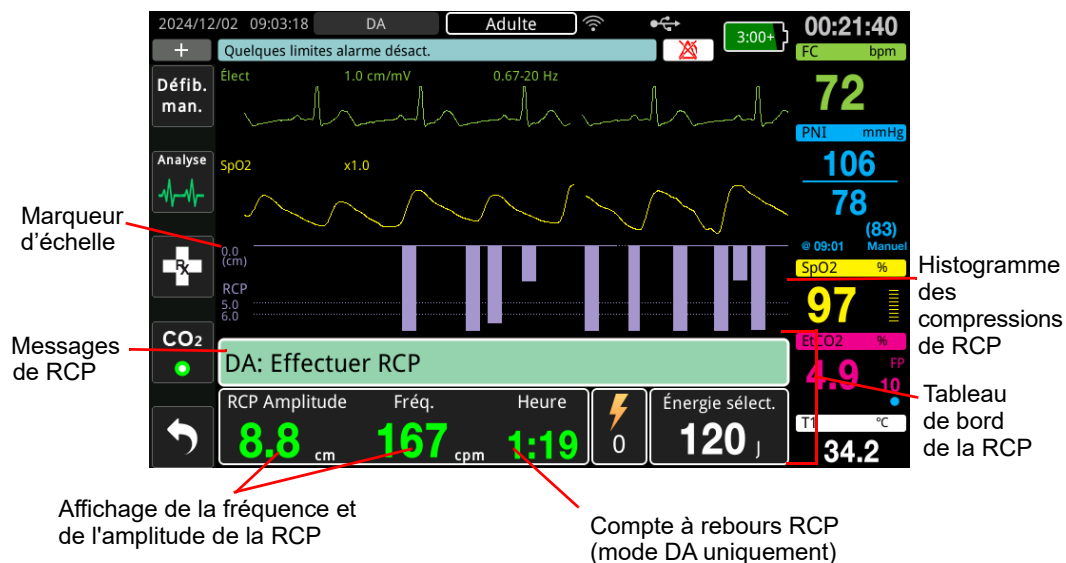 2024/12/02 09:03:18 DA Adulte 3:00+ 00:21:40
+ Quelques limites alarme désact. FC bpm
Défib.
man.
Élect 1.0 cm/mV 0.67-20 Hz
72
PNI mmHg
Analyse
SpO2 x1.0
106
78
(83)
@ 09:01 Manuel
Marqueur
d'échelle
0.0
(cm)
RCP
5.0
6.0
Rx
SpO2 %
97
Histogramme
des
compressions
de RCP
CO2
EtCO2 %
4.9 FP
10
Messages
de RCP
DA: Effectuer RCP
Tableau
de bord
de la RCP
RCP Amplitude Fréq. Heure Énergie sélect.
8.8 cm 167 cpm 1:19 0 120 J
T1 °C
34.2
Affichage de la fréquence et
de l'amplitude de la RCP
Compte à rebours RCP
(mode DA uniquement)